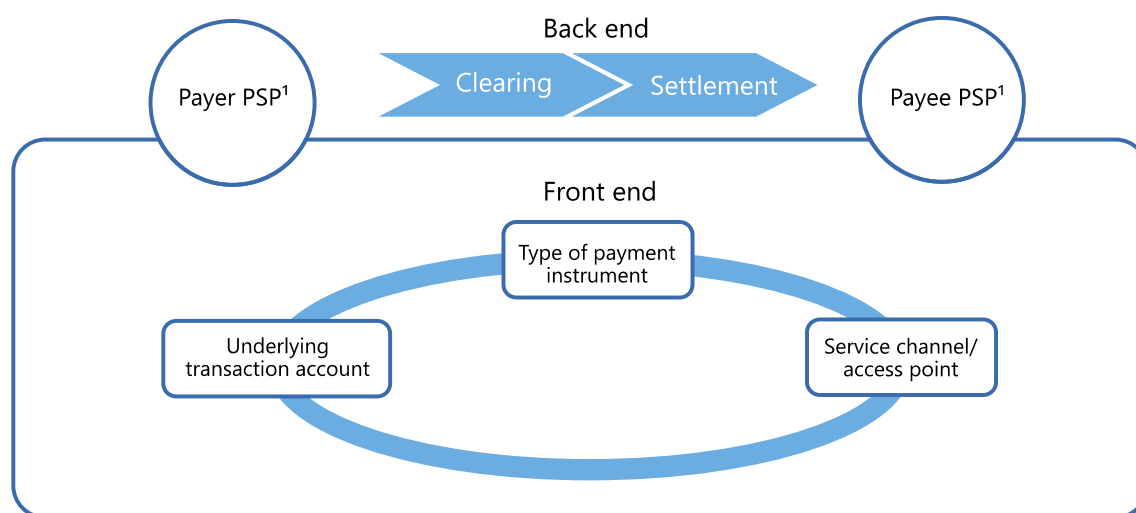 Back end
Payer PSP¹
Clearing
Settlement
Payee PSP¹
Front end
Type of payment
instrument
Underlying
transaction account
Service channel/
access point